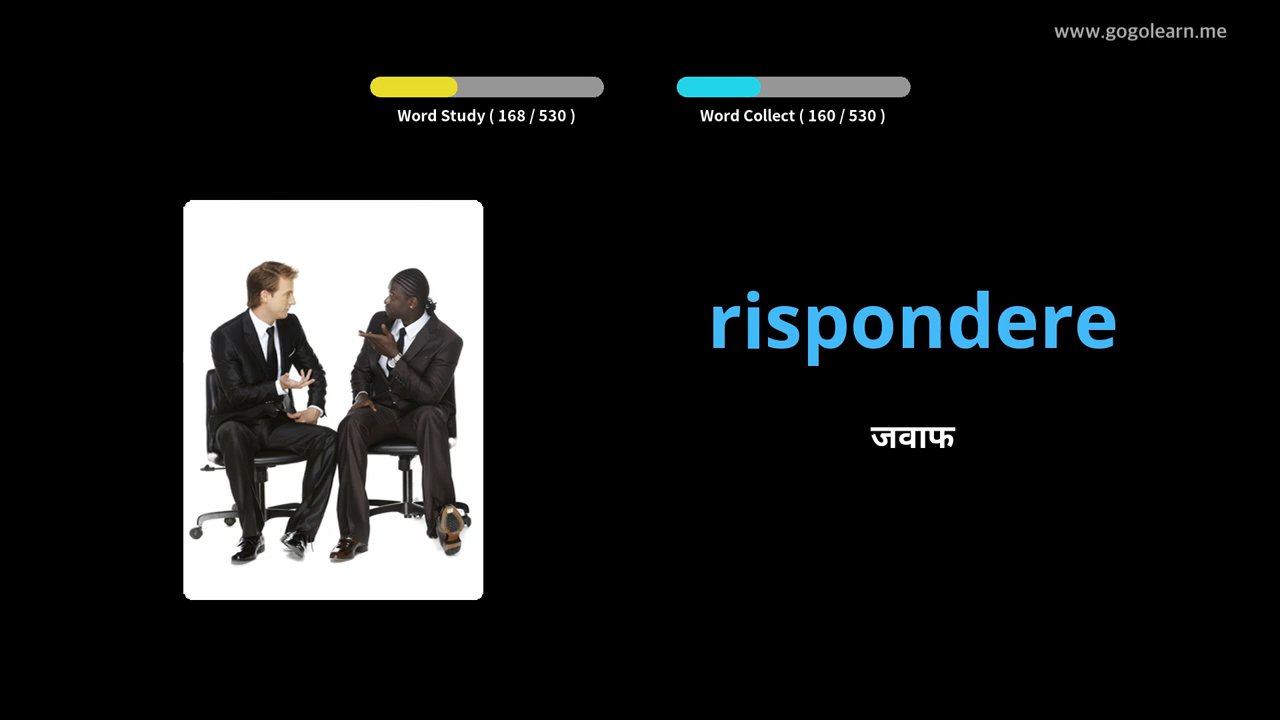 www.gogolearn.me
Word Study ( 168 / 530 )
Word Collect ( 160 / 530 )
rispondere
जवाफ